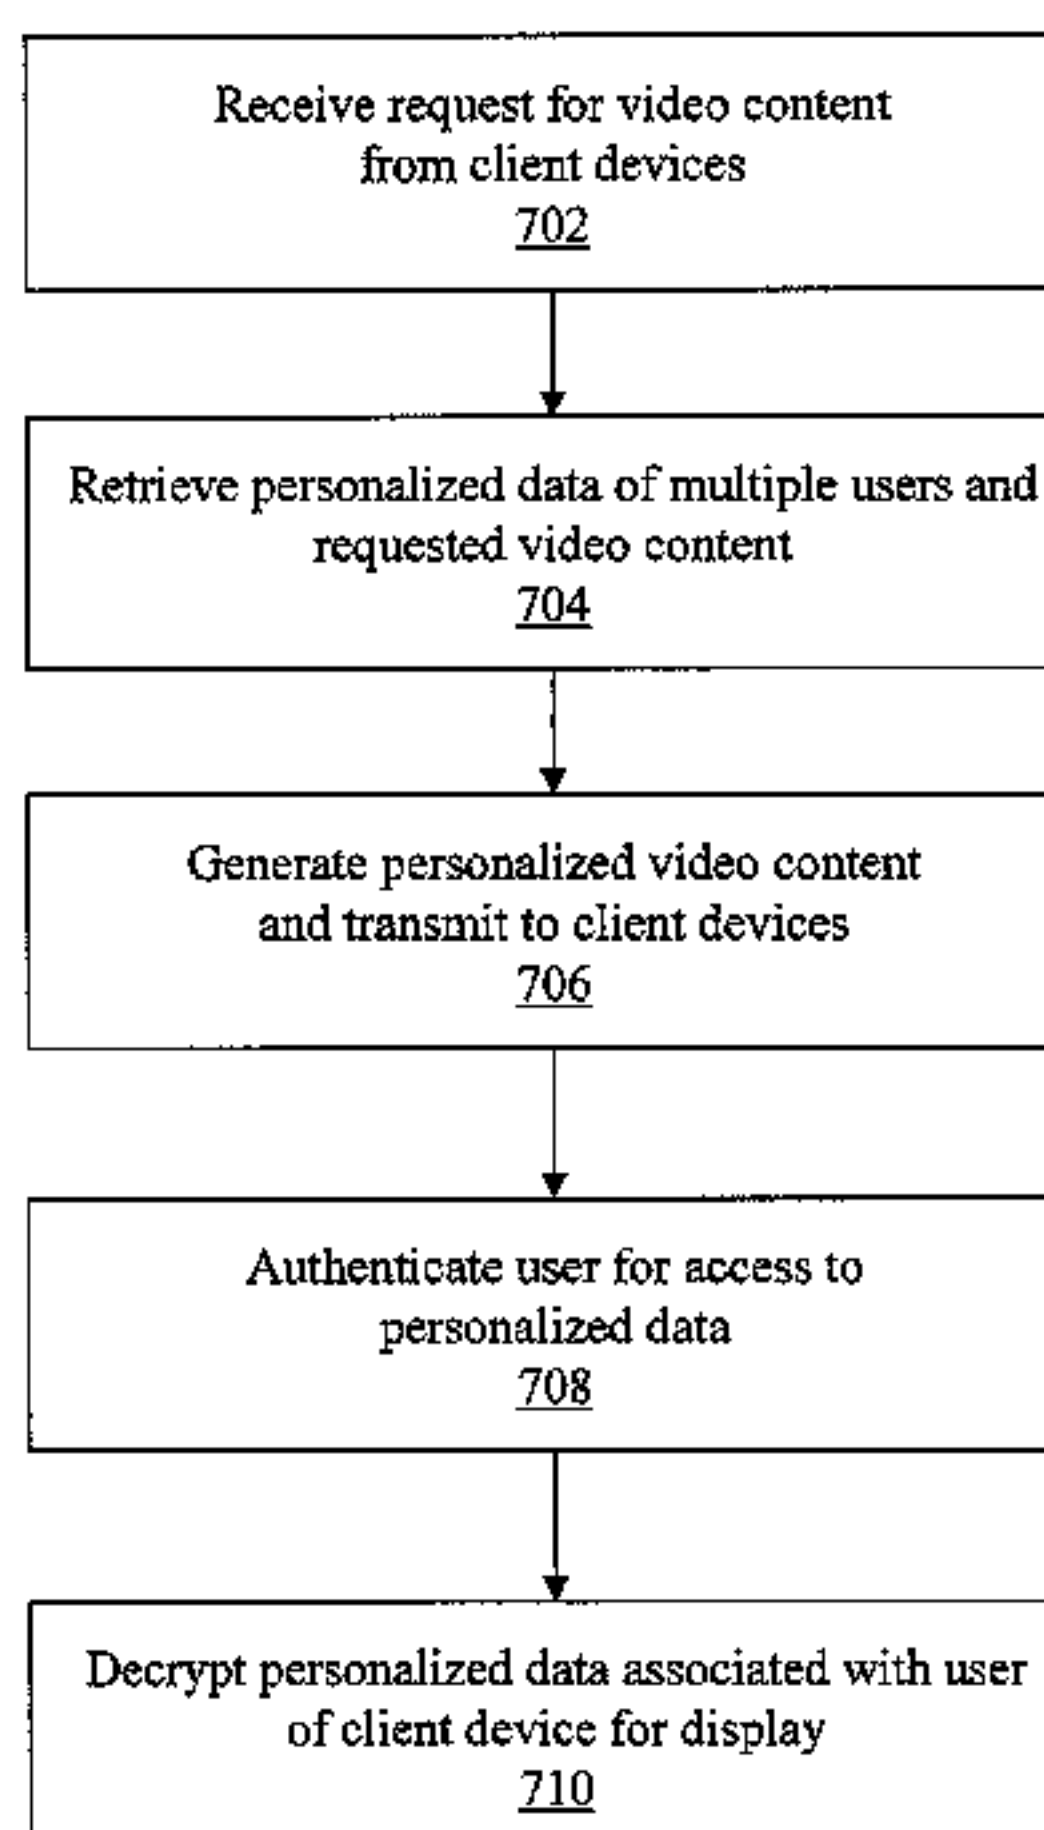 Receive request for video content
from client devices
702
Retrieve personalized data of multiple users and
requested video content
704
Generate personalized video content
and transmit to client devices
706
Authenticate user for access to
personalized data
708
Decrypt personalized data associated with user
of client device for display
710